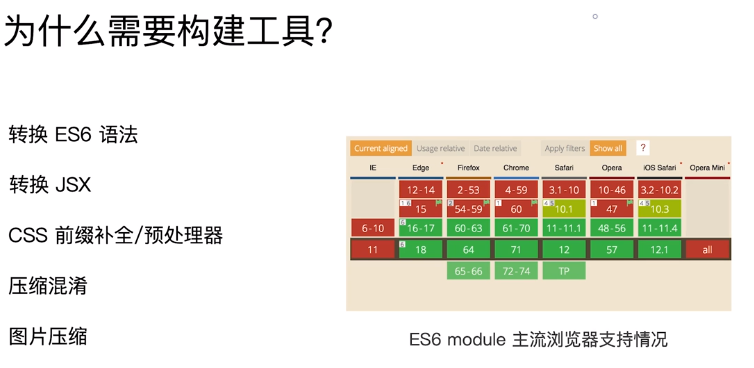 为什么需要构建工具?
转换 ES6 语法
转换 JSX
CSS 前缀补全/预处理器
压缩混淆
图片压缩
Current aligned Usage relative Date relative Apply filters Show all ?
IE Edge Firefox Chrome Safari Opera iOS Safari Opera Mini
12-14 2-53 4-59 3.1-10 10-46 3.2-10.2
15 54-59 60 10.1 47 10.3
6-10 16-17 60-63 61-70 11-11.1 48-56 11-11.4
11 18 64 71 12 57 12.1 all
65-66 72-74 TP
ES6 module 主流浏览器支持情况